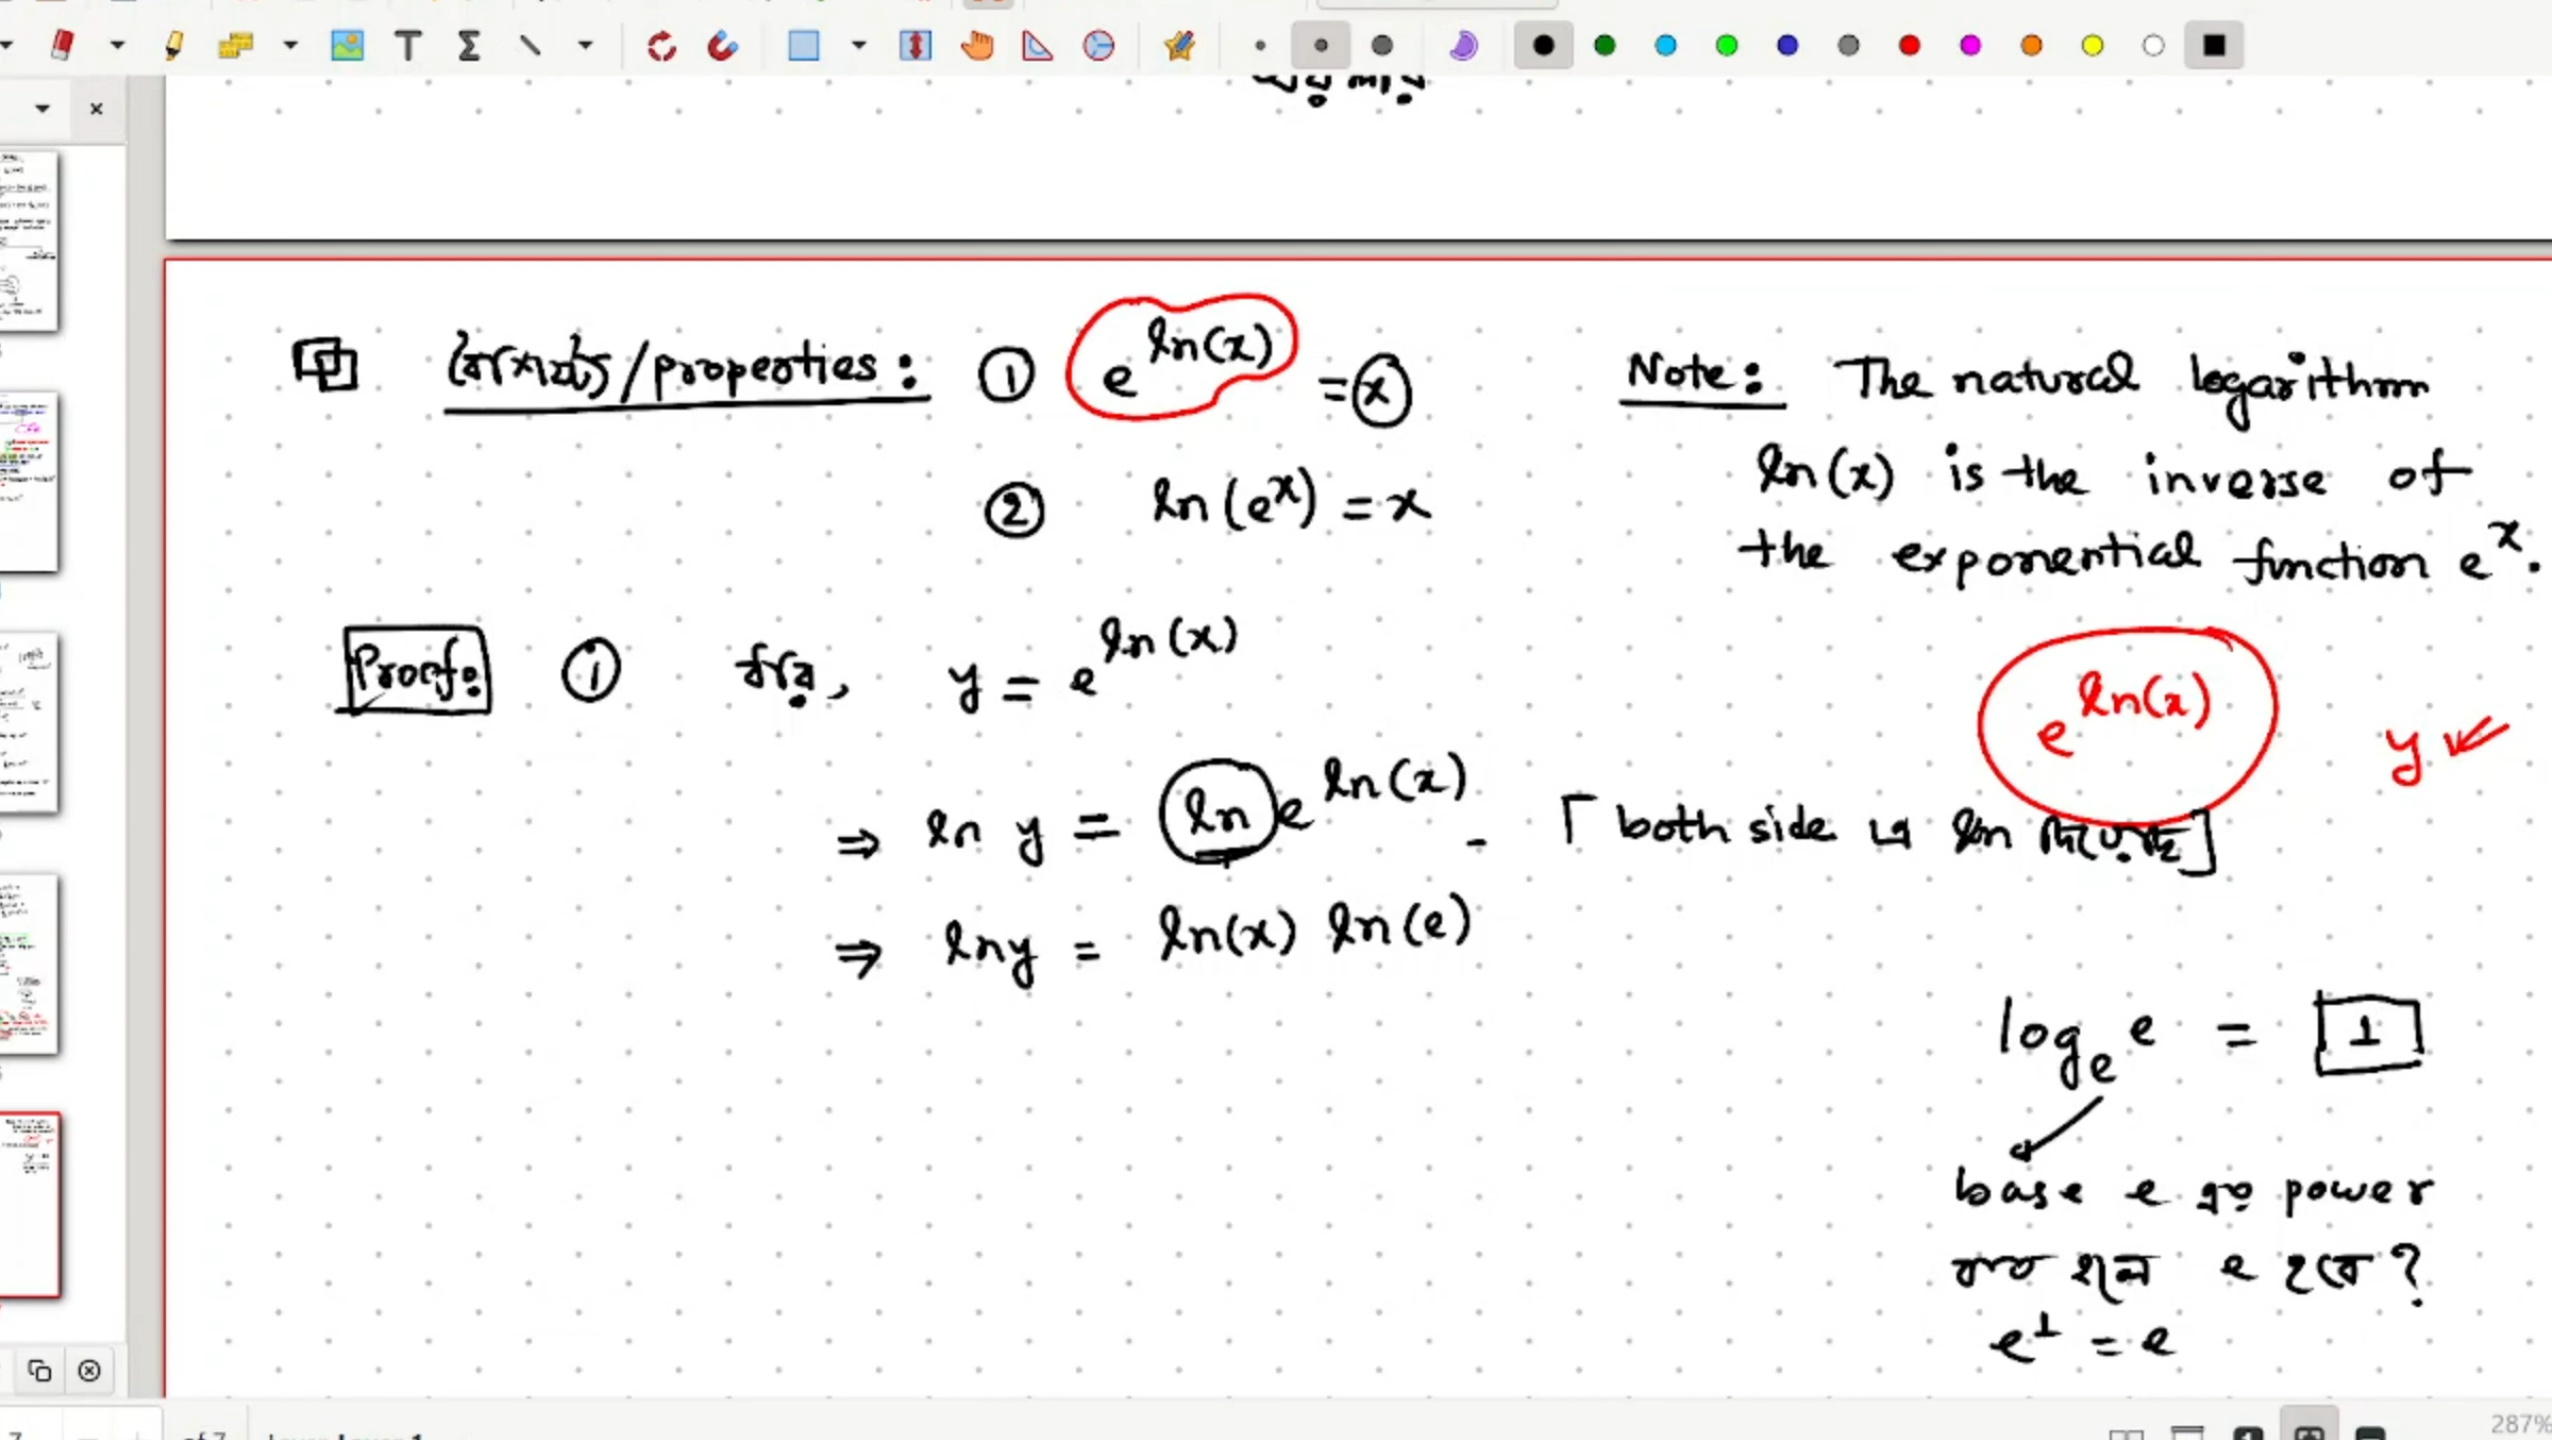 বৈশিষ্ট্য/properties: ① e^ln(x) = x
② ln(e^x) = x
Note: The natural logarithm
ln(x) is the inverse of
the exponential function e^x.
Proof: ① ধরি, y = e^ln(x)
⇒ ln y = ln e^ln(x) - [both side এ ln নিয়ে পাই]
⇒ ln y = ln(x) ln(e)
e^ln(x) y
log_e e = 1
base e এর power
কত হলে e হবে?
e^1 = e
287%